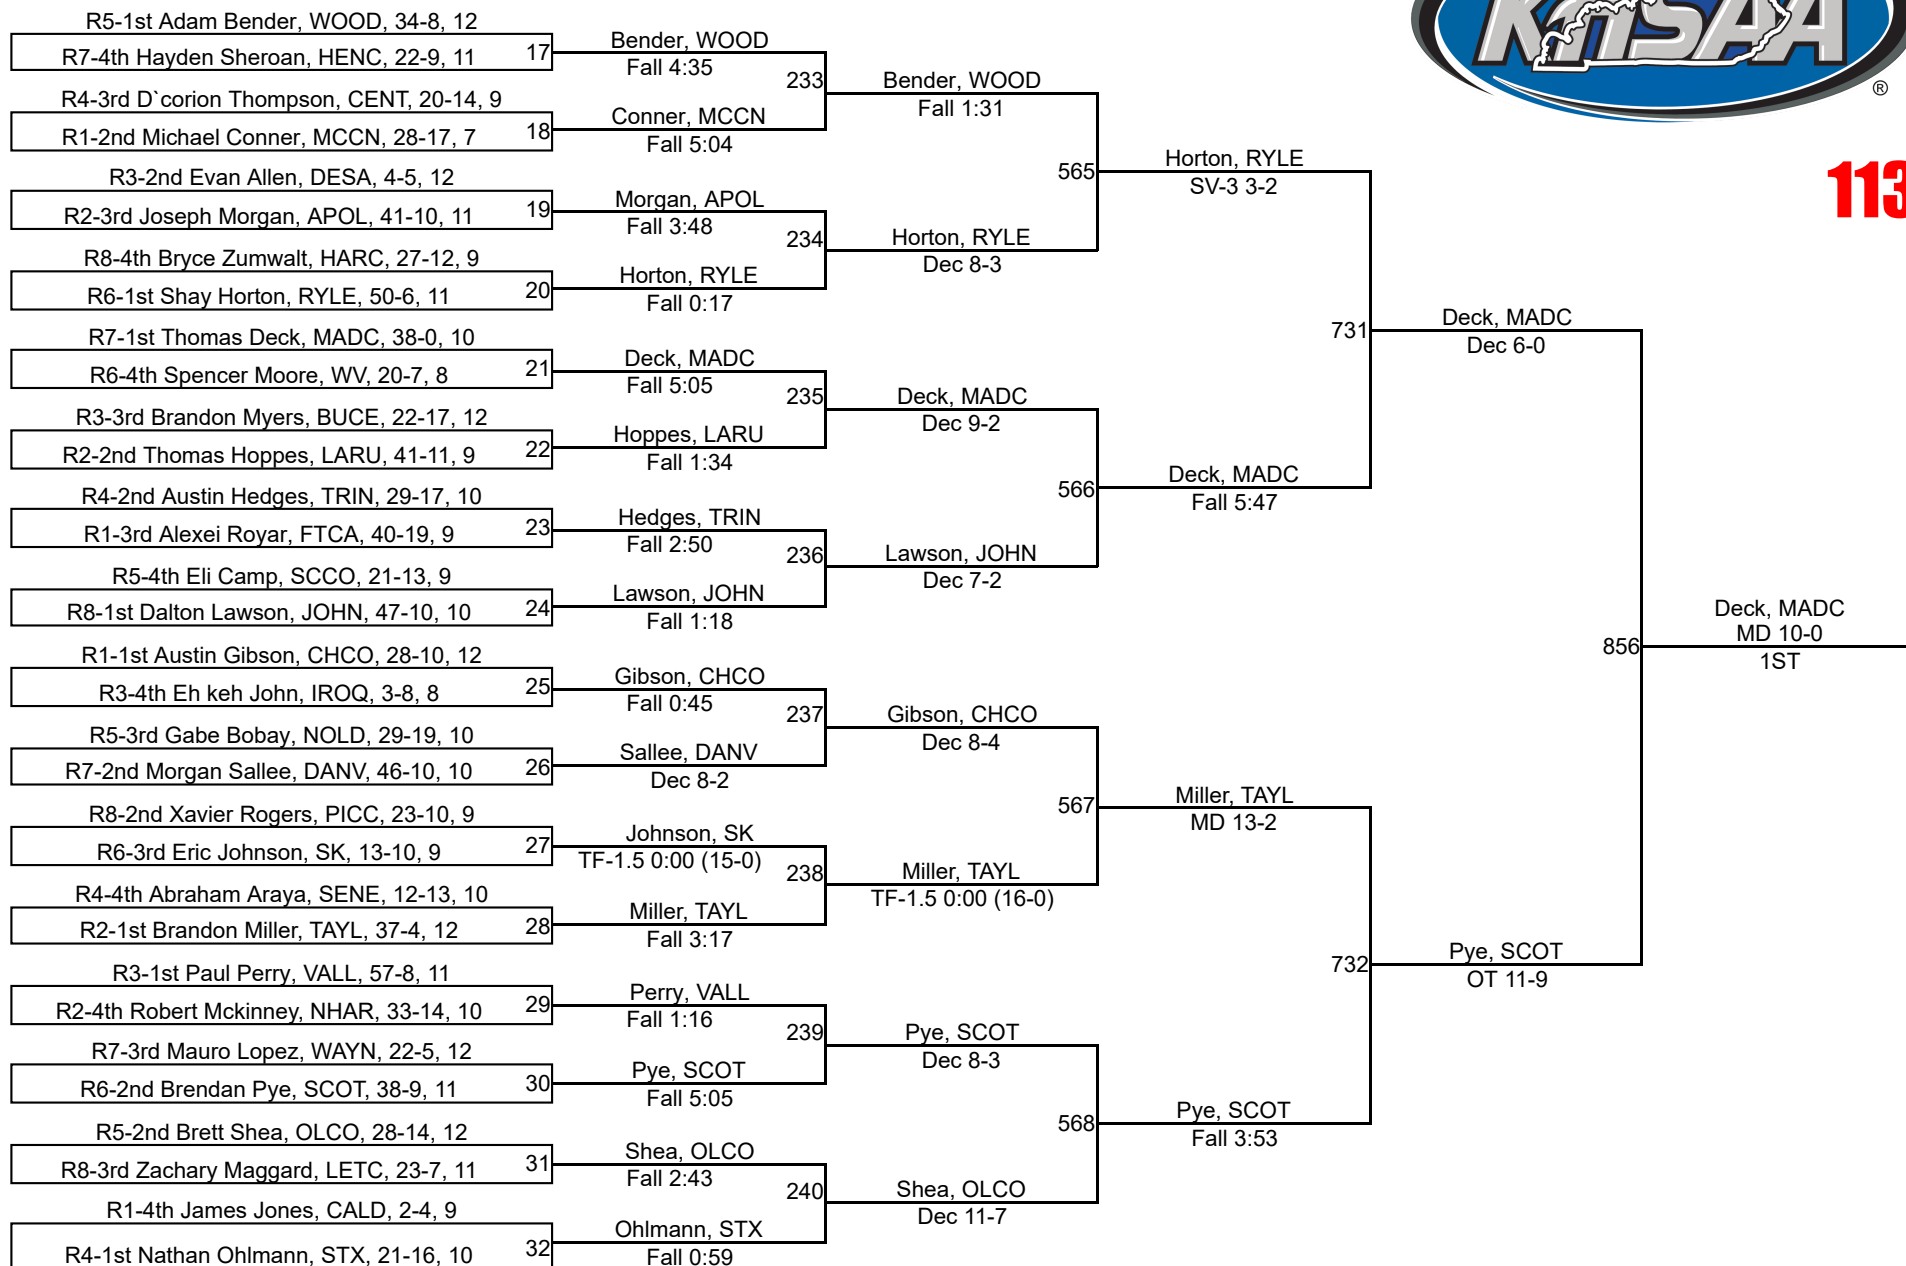 KHSAA
®
113
R5-1st Adam Bender, WOOD, 34-8, 12
R7-4th Hayden Sheroan, HENC, 22-9, 11
17
R4-3rd D`corion Thompson, CENT, 20-14, 9
R1-2nd Michael Conner, MCCN, 28-17, 7
18
R3-2nd Evan Allen, DESA, 4-5, 12
R2-3rd Joseph Morgan, APOL, 41-10, 11
19
R8-4th Bryce Zumwalt, HARC, 27-12, 9
R6-1st Shay Horton, RYLE, 50-6, 11
20
R7-1st Thomas Deck, MADC, 38-0, 10
R6-4th Spencer Moore, WV, 20-7, 8
21
R3-3rd Brandon Myers, BUCE, 22-17, 12
R2-2nd Thomas Hoppes, LARU, 41-11, 9
22
R4-2nd Austin Hedges, TRIN, 29-17, 10
R1-3rd Alexei Royar, FTCA, 40-19, 9
23
R5-4th Eli Camp, SCCO, 21-13, 9
R8-1st Dalton Lawson, JOHN, 47-10, 10
24
R1-1st Austin Gibson, CHCO, 28-10, 12
R3-4th Eh keh John, IROQ, 3-8, 8
25
R5-3rd Gabe Bobay, NOLD, 29-19, 10
R7-2nd Morgan Sallee, DANV, 46-10, 10
26
R8-2nd Xavier Rogers, PICC, 23-10, 9
R6-3rd Eric Johnson, SK, 13-10, 9
27
R4-4th Abraham Araya, SENE, 12-13, 10
R2-1st Brandon Miller, TAYL, 37-4, 12
28
R3-1st Paul Perry, VALL, 57-8, 11
R2-4th Robert Mckinney, NHAR, 33-14, 10
29
R7-3rd Mauro Lopez, WAYN, 22-5, 12
R6-2nd Brendan Pye, SCOT, 38-9, 11
30
R5-2nd Brett Shea, OLCO, 28-14, 12
R8-3rd Zachary Maggard, LETC, 23-7, 11
31
R1-4th James Jones, CALD, 2-4, 9
R4-1st Nathan Ohlmann, STX, 21-16, 10
32
Bender, WOOD
Fall 4:35
233
Conner, MCCN
Fall 5:04
Morgan, APOL
Fall 3:48
234
Horton, RYLE
Fall 0:17
Deck, MADC
Fall 5:05
235
Hoppes, LARU
Fall 1:34
Hedges, TRIN
Fall 2:50
236
Lawson, JOHN
Fall 1:18
Gibson, CHCO
Fall 0:45
237
Sallee, DANV
Dec 8-2
Johnson, SK
TF-1.5 0:00 (15-0)
238
Miller, TAYL
Fall 3:17
Perry, VALL
Fall 1:16
239
Pye, SCOT
Fall 5:05
Shea, OLCO
Fall 2:43
240
Ohlmann, STX
Fall 0:59
Bender, WOOD
Fall 1:31
565
Horton, RYLE
Dec 8-3
Deck, MADC
Dec 9-2
566
Lawson, JOHN
Dec 7-2
Gibson, CHCO
Dec 8-4
567
Miller, TAYL
TF-1.5 0:00 (16-0)
Pye, SCOT
Dec 8-3
568
Shea, OLCO
Dec 11-7
Horton, RYLE
SV-3 3-2
731
Deck, MADC
Fall 5:47
Miller, TAYL
MD 13-2
732
Pye, SCOT
Fall 3:53
Deck, MADC
Dec 6-0
856
Pye, SCOT
OT 11-9
Deck, MADC
MD 10-0
1ST